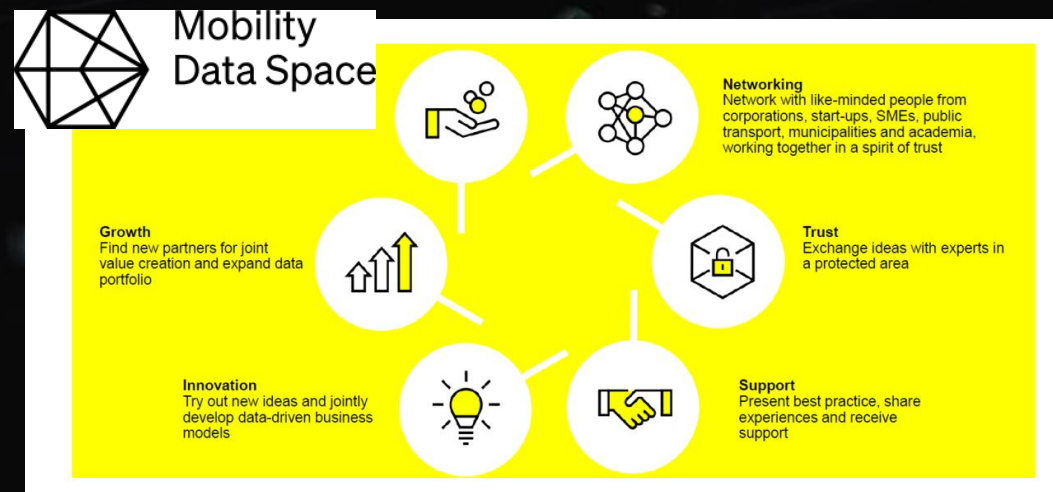 Mobility
Data Space
Networking
Network with like-minded people from
corporations, start-ups, SMEs, public
transport, municipalities and academia,
working together in a spirit of trust
Growth
Find new partners for joint
value creation and expand data
portfolio
Trust
Exchange ideas with experts in
a protected area
Innovation
Try out new ideas and jointly
develop data-driven business
models
Support
Present best practice, share
experiences and receive
support